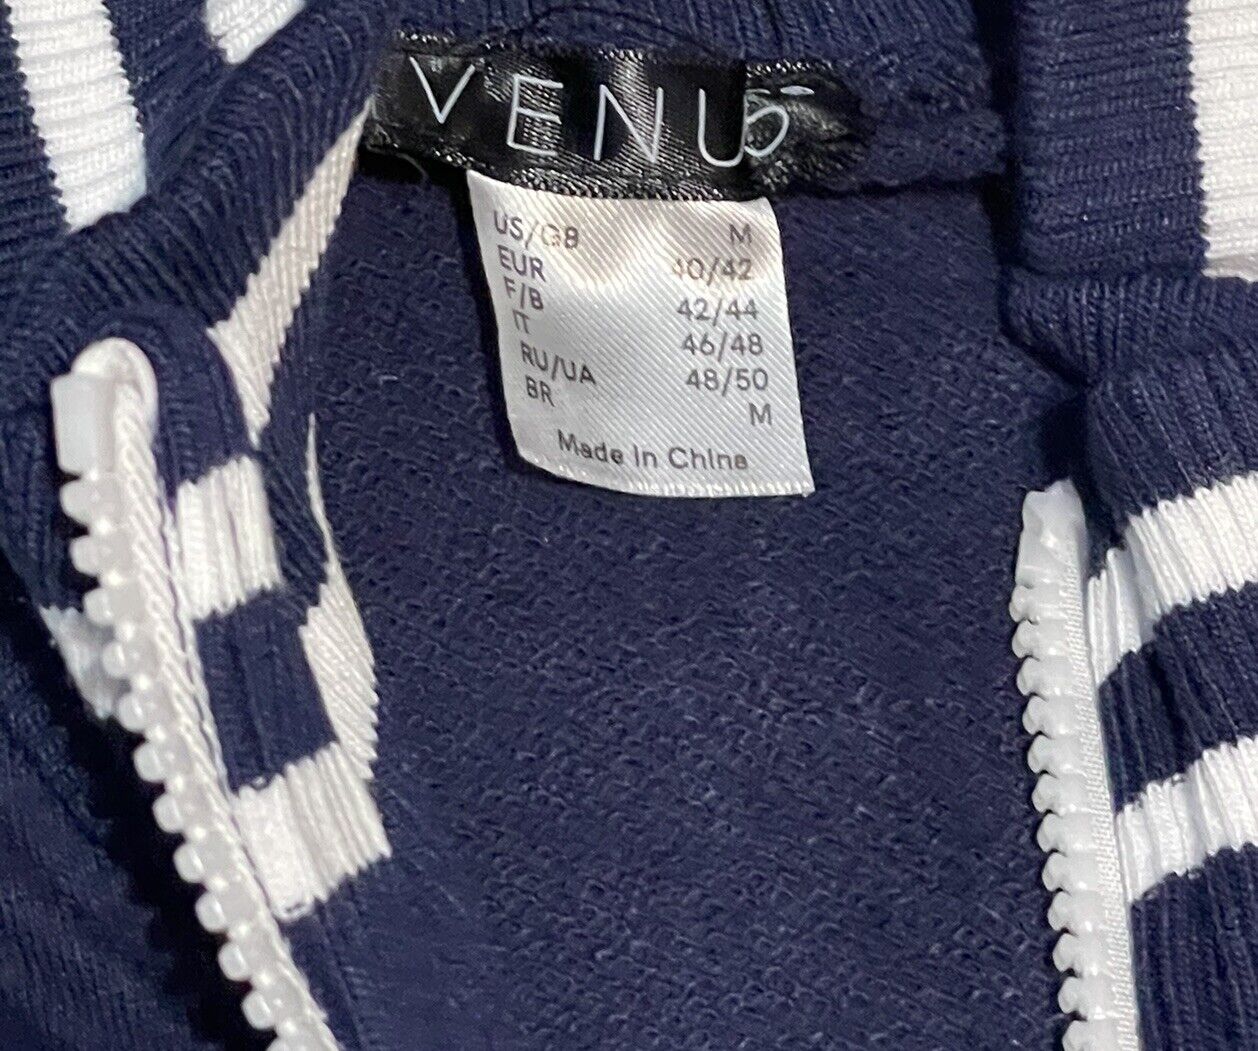 VENUS
US/GB M
EUR 40/42
F/B 42/44
IT 46/48
RU/UA 48/50
BR M
Made in China